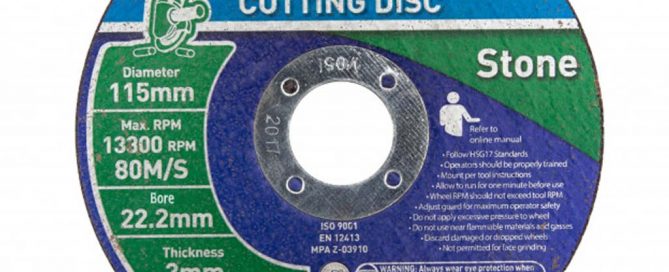 CUTTING DISC
Diameter
115mm
Max. RPM
13300 RPM
80M/S
Bore
22.2mm
Thickness
3mm
2017
ISO 9001
EN 12413
MPA Z-03910
Stone
Refer to
online manual
• Follow HSG17 Standards
• Operators should be properly trained
• Mount per tool instructions
• Allow to run for one minute before use
• Wheel RPM should not exceed tool RPM
• Adjust guard for maximum operator safety
• Do not apply excessive pressure to wheel
• Do not use near flammable materials and gasses
• Discard damaged or dropped wheels
• Not permitted for face grinding
WARNING: Always wear eye protection when